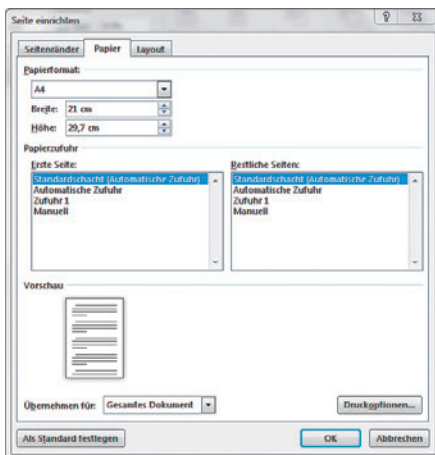 Seite einrichten
Seitenränder Papier Layout
Papierformat:
A4
Breite: 21 cm
Höhe: 29,7 cm
Papierzufuhr
Erste Seite: Restliche Seiten:
Standardschacht (Automatische Zufuhr) Standardschacht (Automatische Zufuhr)
Automatische Zufuhr Automatische Zufuhr
Zufuhr 1 Zufuhr 1
Manuell Manuell
Vorschau
Übernehmen für: Gesamtes Dokument Druckoptionen...
Als Standard festlegen OK Abbrechen